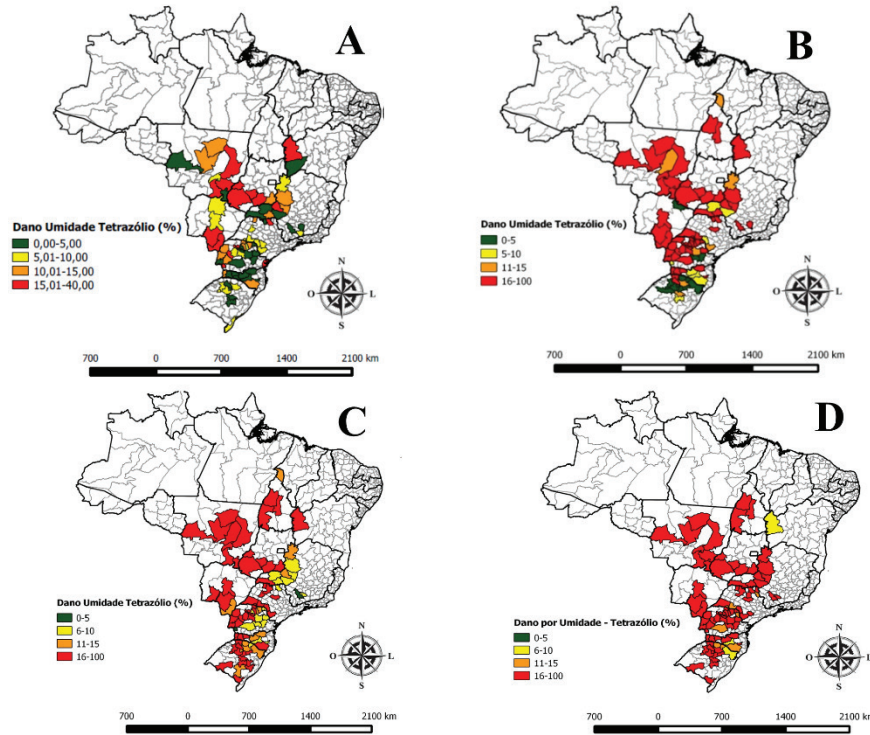 A
Dano Umidade Tetrazólio (%)
0,00-5,00
5,01-10,00
10,01-15,00
15,01-40,00
N
O
L
S
700
0
700
1400
2100 km
B
Dano Umidade Tetrazólio (%)
0-5
5-10
11-15
16-100
N
O
L
S
700
0
700
1400
2100 km
C
Dano Umidade Tetrazólio (%)
0-5
6-10
11-15
16-100
N
O
L
S
700
0
700
1400
2100 km
D
Dano por Umidade - Tetrazólio (%)
0-5
6-10
11-15
16-100
N
O
L
S
700
0
700
1400
2100 km